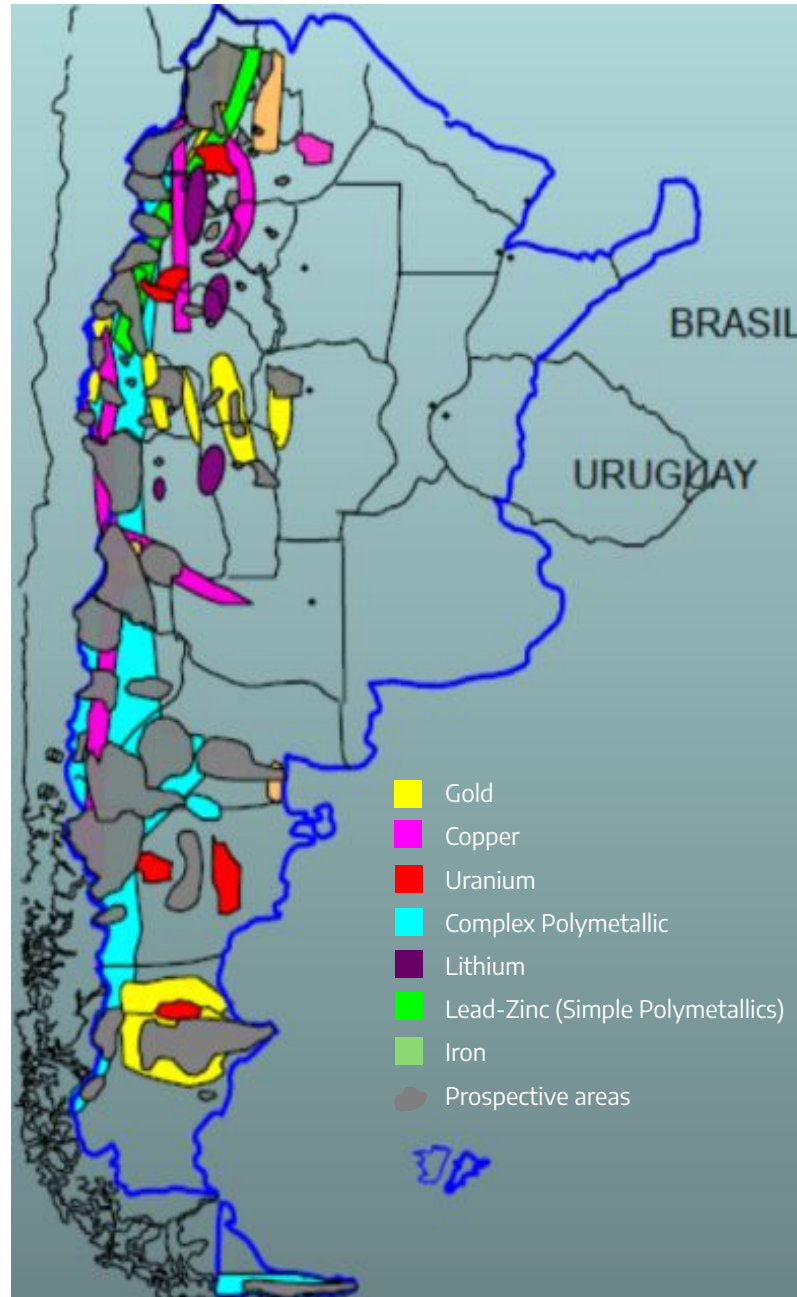 BRASIL
URUGUAY
Gold
Copper
Uranium
Complex Polymetallic
Lithium
Lead-Zinc (Simple Polymetallics)
Iron
Prospective areas